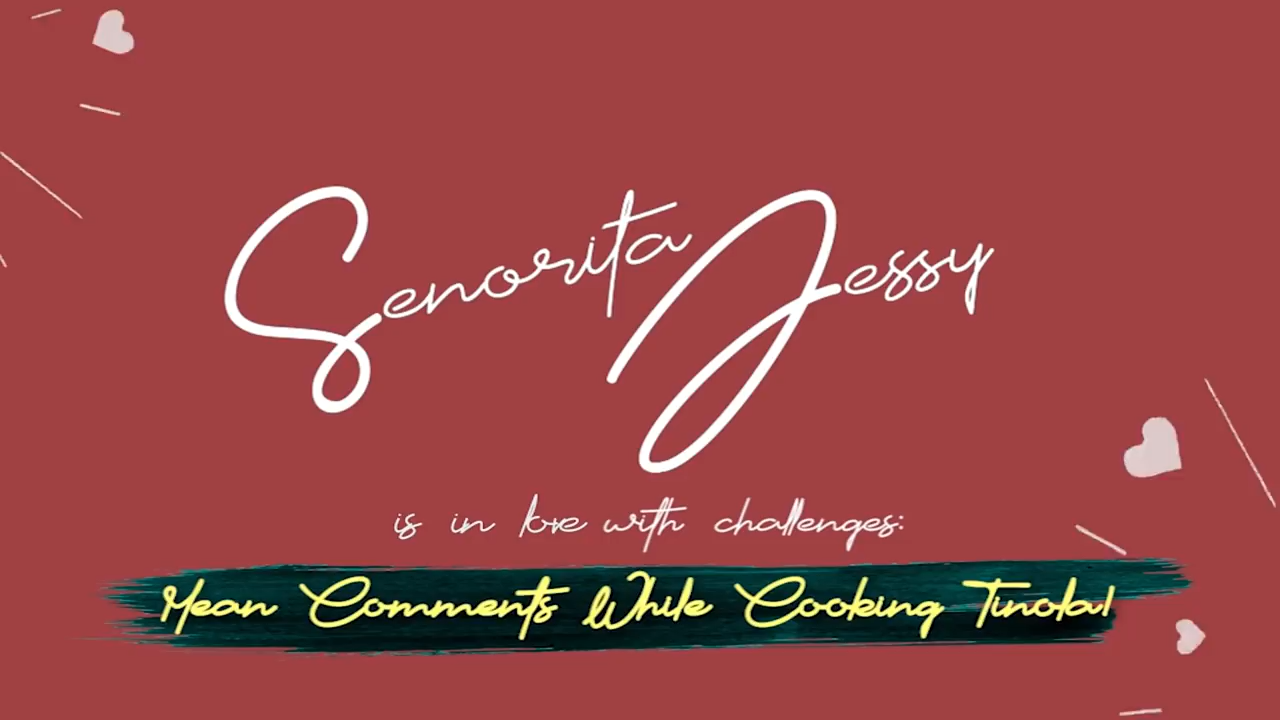 Senorita Jessy
is in love with challenges:
Mean Comments While Cooking Tinola!